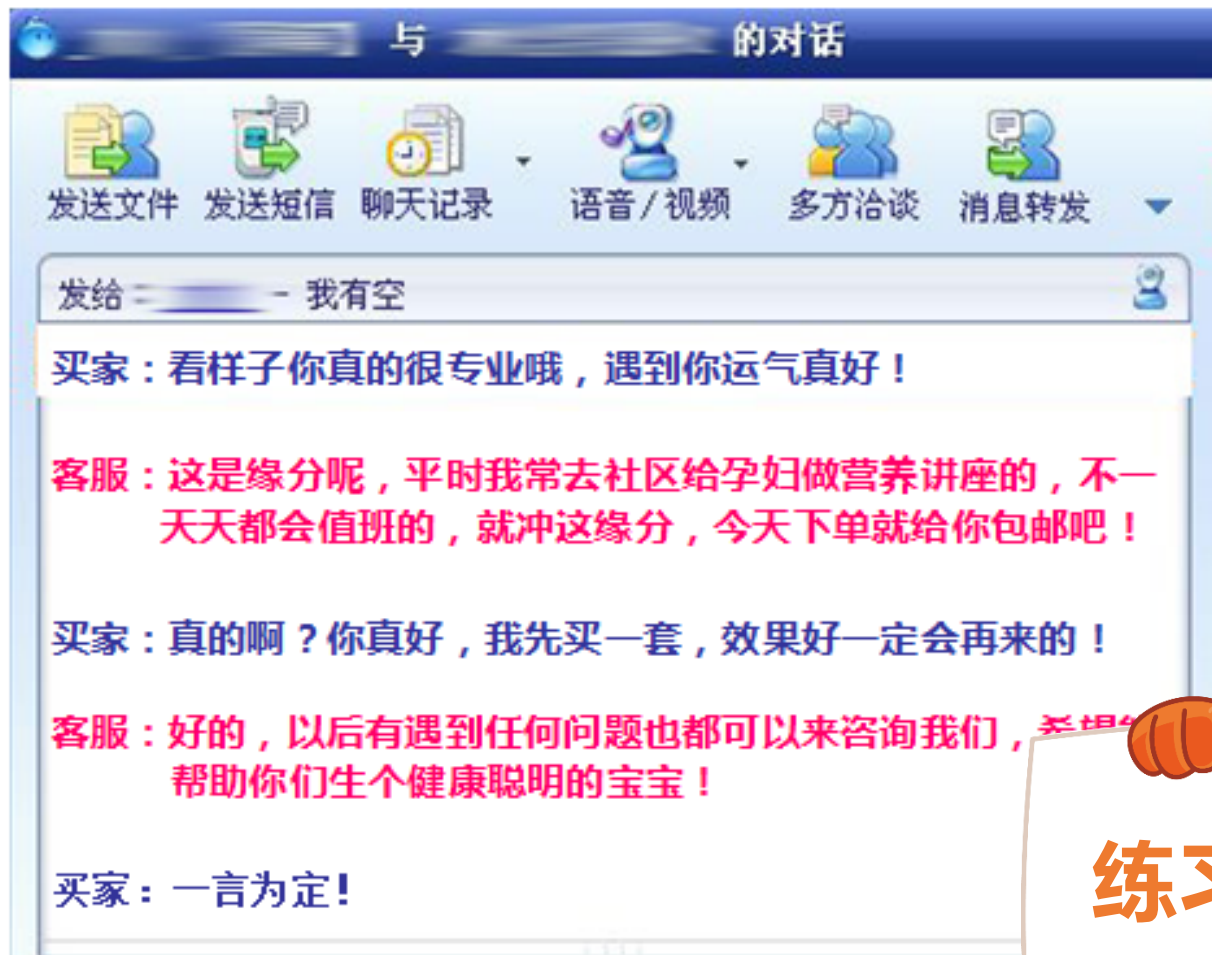 与 的对话
发送文件 发送短信 聊天记录 语音/视频 多方洽谈 消息转发
发给 - 我有空
买家：看样子你真的很专业哦，遇到你运气真好！
客服：这是缘分呢，平时我常去社区给孕妇做营养讲座的，不一
天天都会值班的，就冲这缘分，今天下单就给你包邮吧！
买家：真的啊？你真好，我先买一套，效果好一定会再来的！
客服：好的，以后有遇到任何问题也都可以来咨询我们，希望
帮助你们生个健康聪明的宝宝！
买家：一言为定！
练